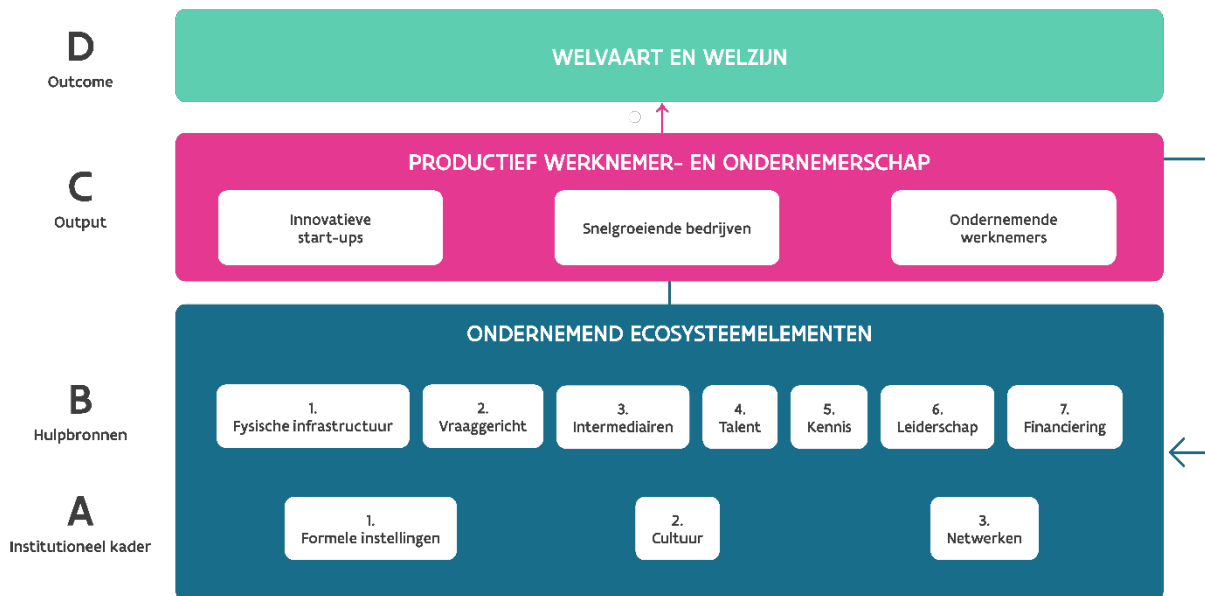 D
Outcome
WELVAART EN WELZIJN
C
Output
PRODUCTIEF WERKNEMER- EN ONDERNEMERSCHAP
Innovatieve
start-ups
Snelgroeiende bedrijven
Ondernemende
werknemers
ONDERNEMEND ECOSYSTEEMELEMENTEN
B
Hulpbronnen
1.
Fysische infrastructuur
2.
Vraaggericht
3.
Intermediairen
4.
Talent
5.
Kennis
6.
Leiderschap
7.
Financiering
A
Institutioneel kader
1.
Formele instellingen
2.
Cultuur
3.
Netwerken